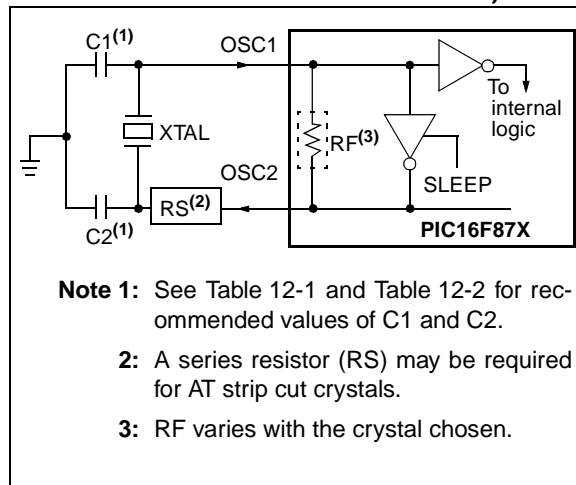 C1(1)
OSC1
To
internal
logic
XTAL
RF(3)
OSC2
SLEEP
RS(2)
C2(1)
PIC16F87X
Note 1: See Table 12-1 and Table 12-2 for rec-
ommended values of C1 and C2.
2: A series resistor (RS) may be required
for AT strip cut crystals.
3: RF varies with the crystal chosen.